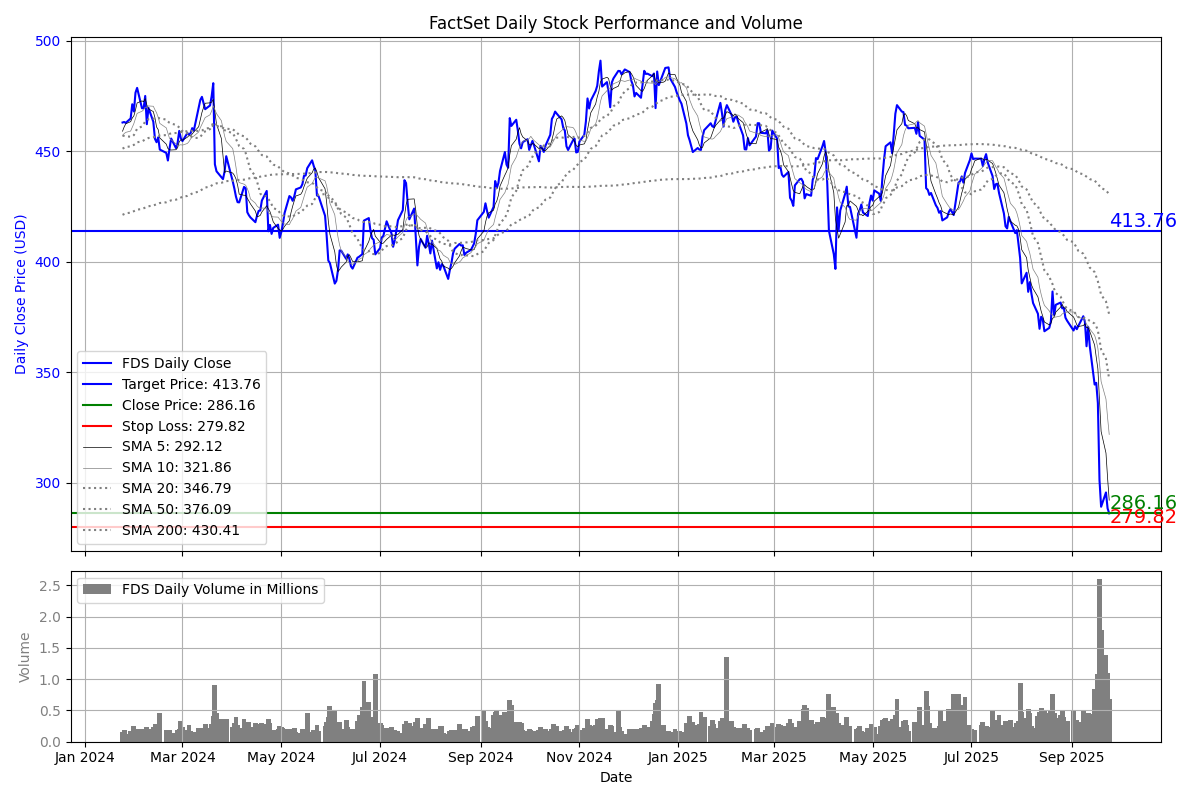 FactSet Daily Stock Performance and Volume
500
450
400
350
300
Daily Close Price (USD)
413.76
286.16
279.82
FDS Daily Close
Target Price: 413.76
Close Price: 286.16
Stop Loss: 279.82
SMA 5: 292.12
SMA 10: 321.86
SMA 20: 346.79
SMA 50: 376.09
SMA 200: 430.41
2.5
2.0
1.5
1.0
0.5
0.0
Volume
FDS Daily Volume in Millions
Jan 2024 Mar 2024 May 2024 Jul 2024 Sep 2024 Nov 2024 Jan 2025 Mar 2025 May 2025 Jul 2025 Sep 2025
Date